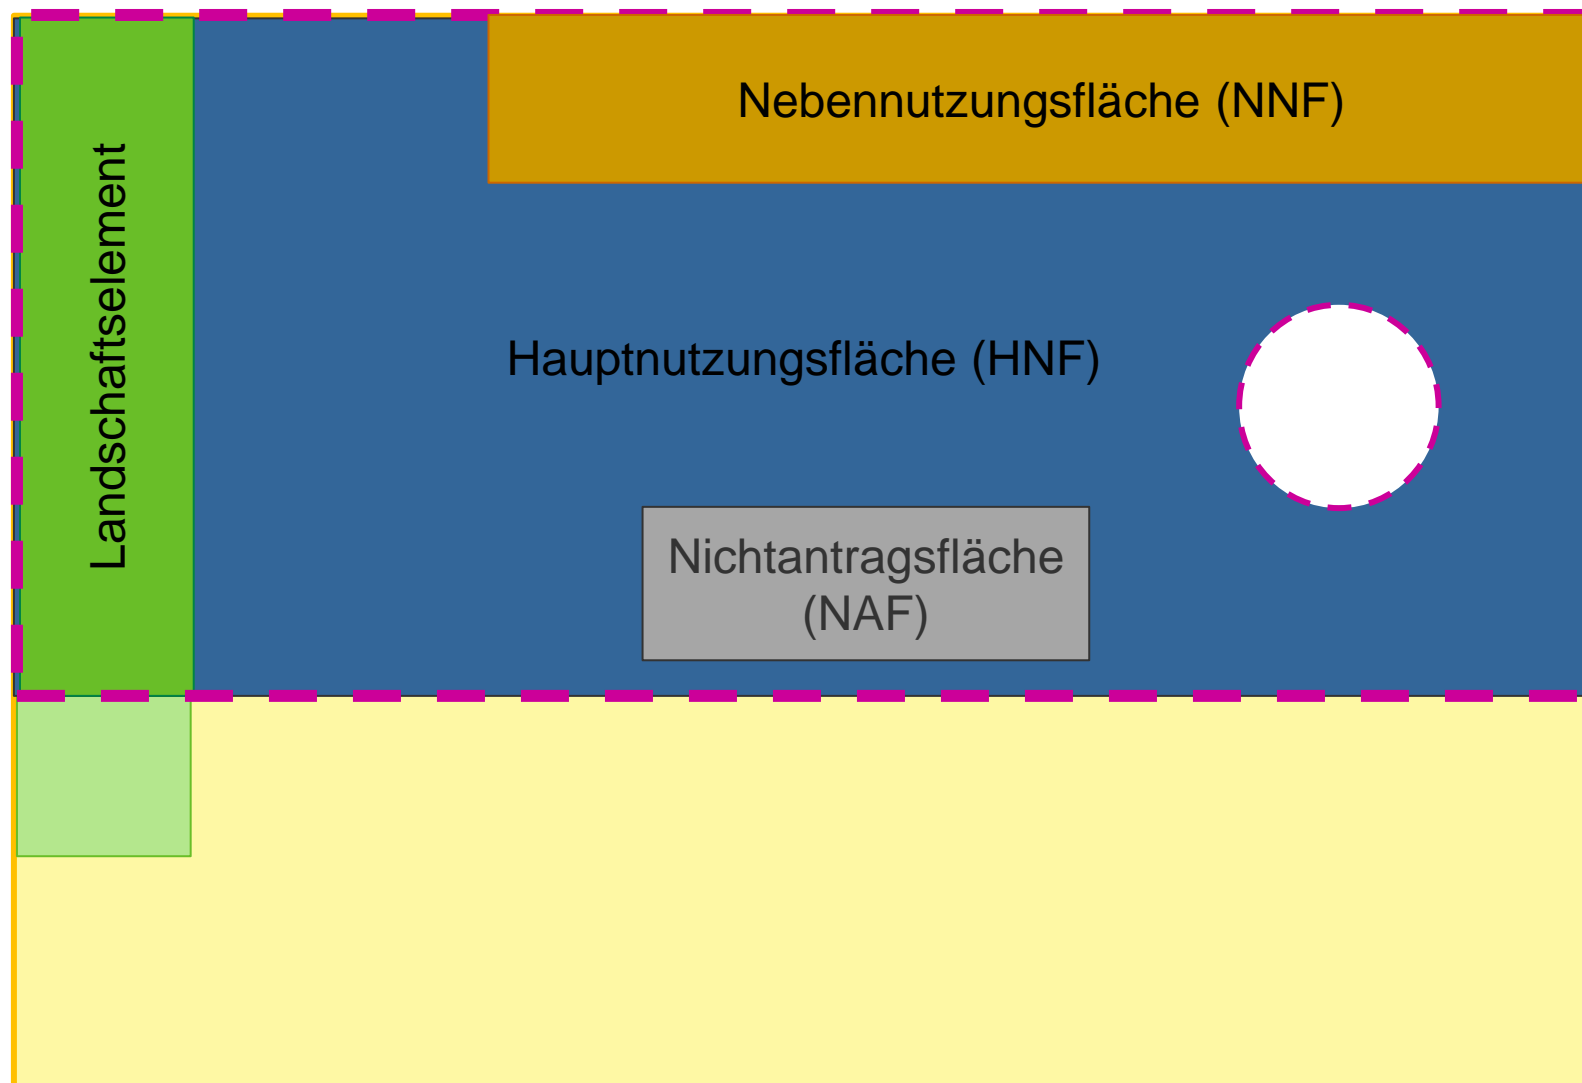 Nebennutzungsfläche (NNF)
Landschaftselement
Hauptnutzungsfläche (HNF)
Nichtantragsfläche
(NAF)